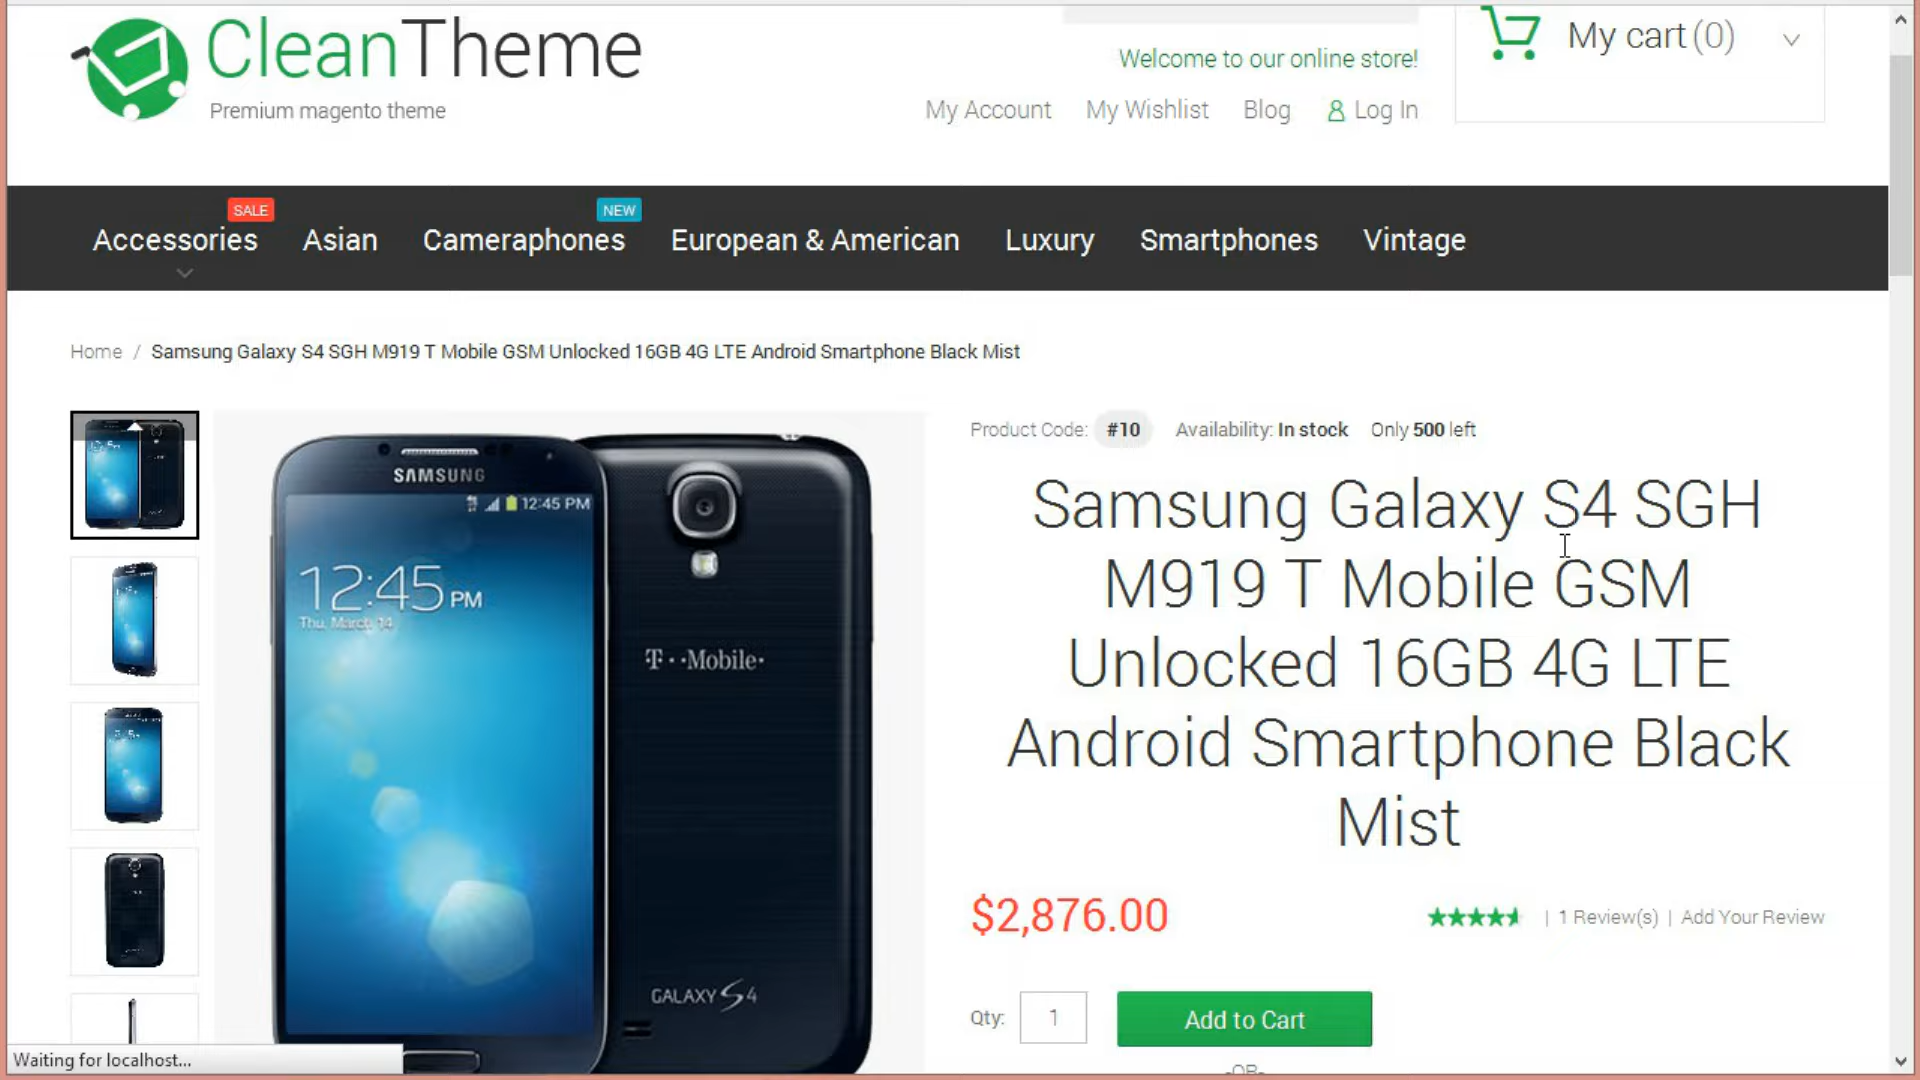 CleanTheme
Premium magento theme
Welcome to our online store!
My Account My Wishlist Blog Log In
My cart (0)
SALE NEW
Accessories Asian Cameraphones European & American Luxury Smartphones Vintage
Home / Samsung Galaxy S4 SGH M919 T Mobile GSM Unlocked 16GB 4G LTE Android Smartphone Black Mist
SAMSUNG
12:45 PM
12:45 PM
Thu, March 14
T··Mobile·
GALAXY S4
Product Code: #10 Availability: In stock Only 500 left
Samsung Galaxy S4 SGH
M919 T Mobile GSM
Unlocked 16GB 4G LTE
Android Smartphone Black
Mist
$2,876.00
| 1 Review(s) | Add Your Review
Qty: 1 Add to Cart
-OR-
Waiting for localhost...